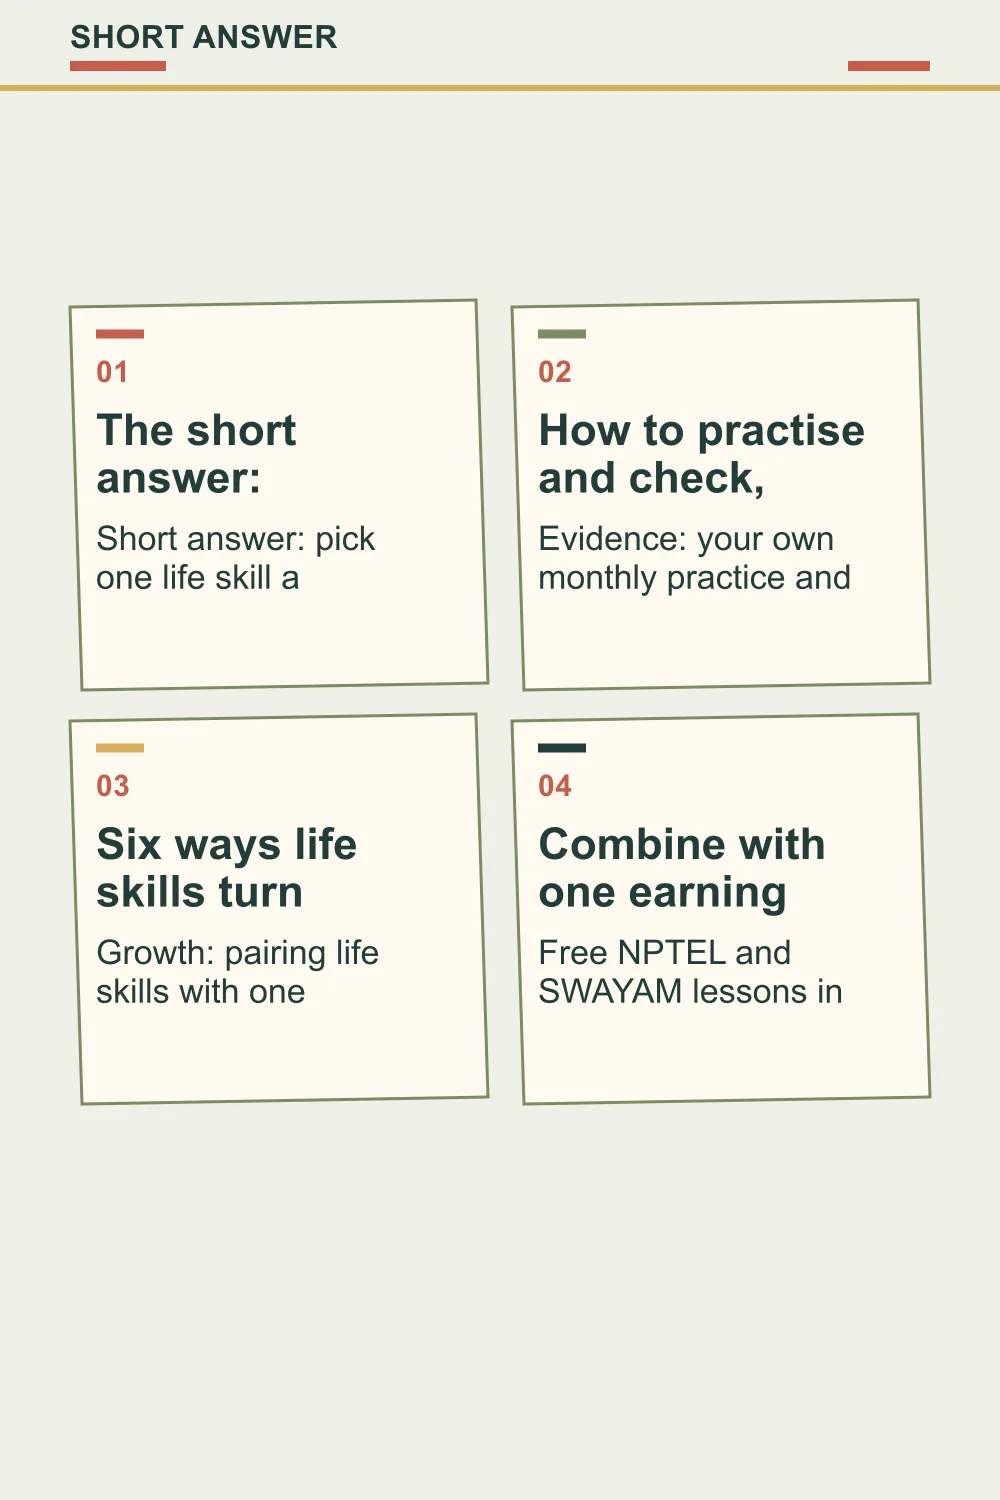 SHORT ANSWER
01
The short
answer:
Short answer: pick
one life skill a
02
How to practise
and check,
Evidence: your own
monthly practice and
03
Six ways life
skills turn
Growth: pairing life
skills with one
04
Combine with
one earning
Free NPTEL and
SWAYAM lessons in